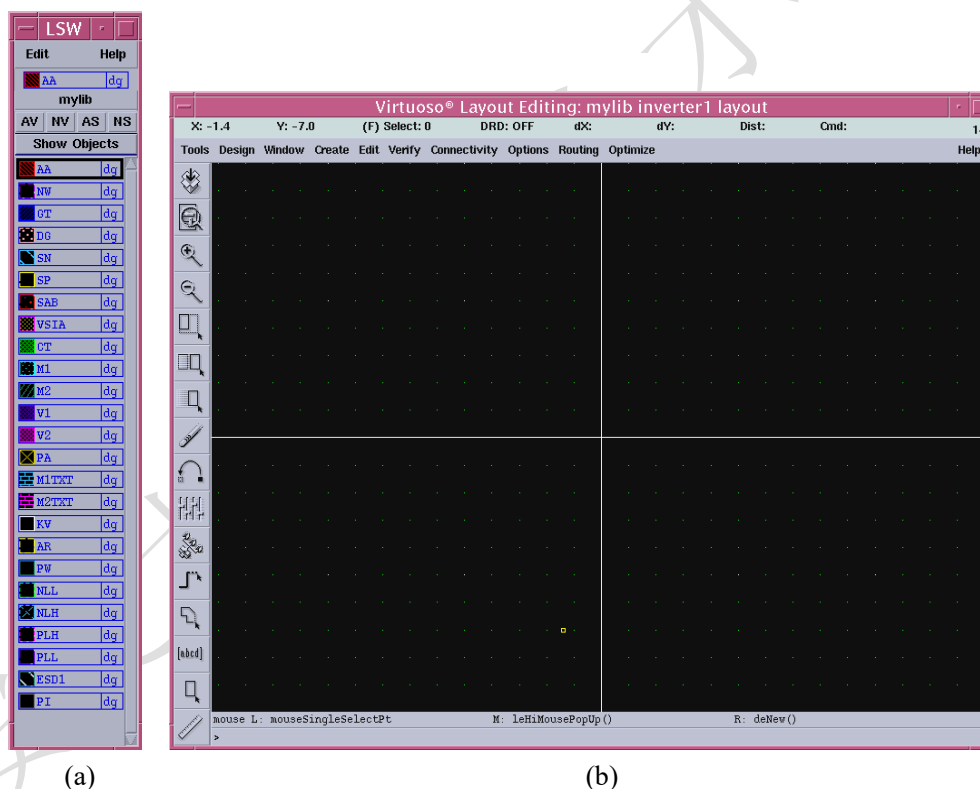 LSW
Edit Help
AA dg
mylib
AV NV AS NS
Show Objects
AA dg
NW dg
GT dg
DG dg
SN dg
SP dg
SAB dg
VSIA dg
CT dg
M1 dg
M2 dg
V1 dg
V2 dg
PA dg
M1TXT dg
M2TXT dg
KV dg
AR dg
PW dg
NLL dg
NLH dg
PLH dg
PLL dg
ESD1 dg
PI dg
(a)
Virtuoso® Layout Editing: mylib inverter1 layout
X: -1.4 Y: -7.0 (F) Select: 0 DRD: OFF dX: dY: Dist: Cmd:
Tools Design Window Create Edit Verify Connectivity Options Routing Optimize Help
[abcd]
mouse L: mouseSingleSelectPt M: leHiMousePopUp() R: deNew()
>
(b)